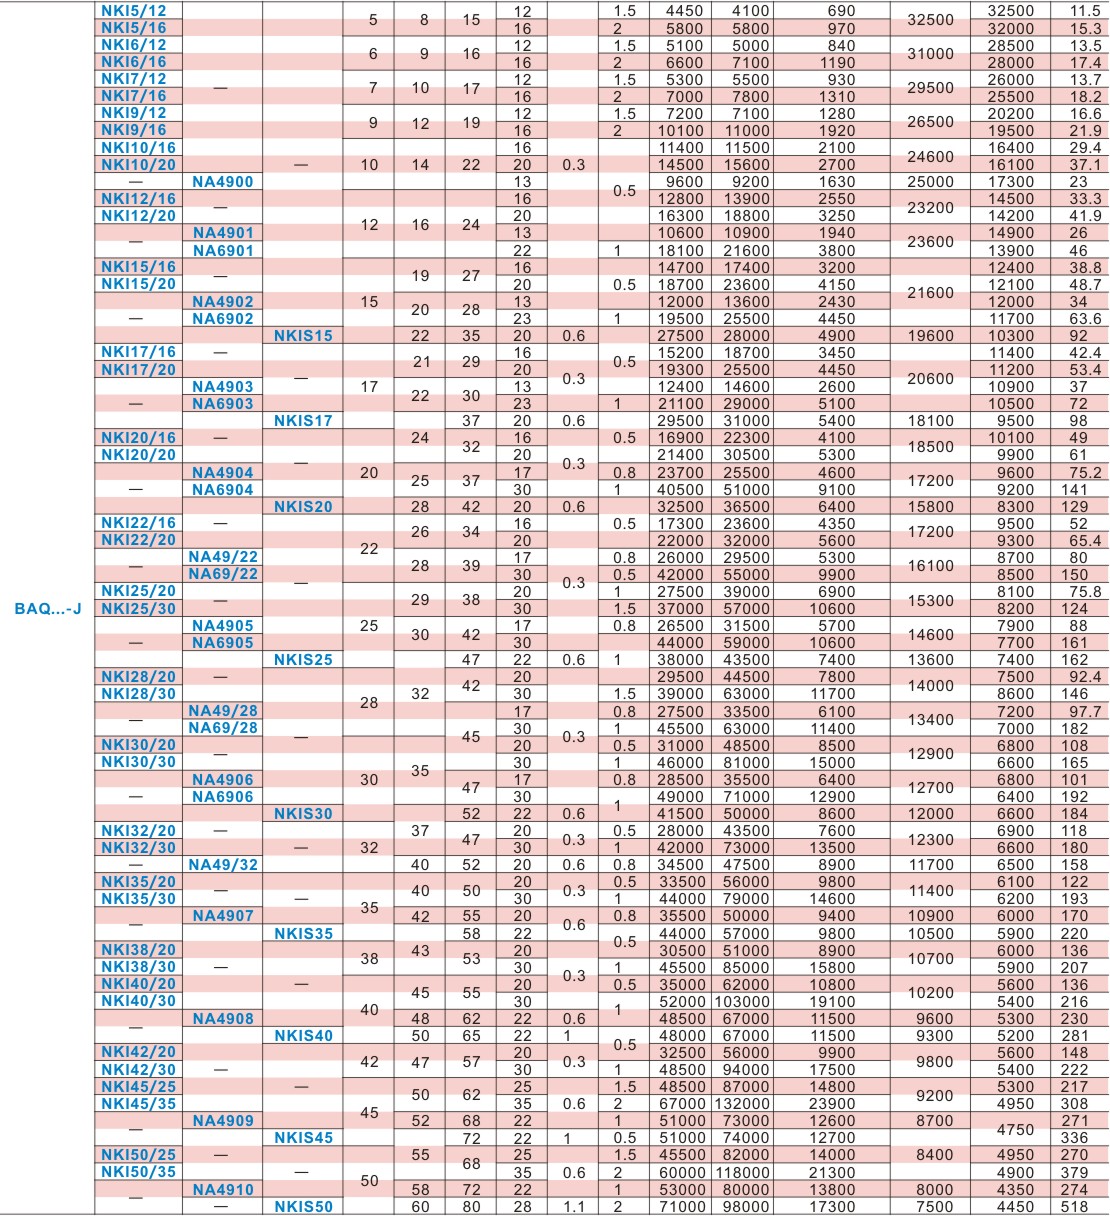 NKI5/12 5 8 15 12 1.5 4450 4100 690 32500 32500 11.5
NKI5/16 16 2 5800 5800 970 32000 15.3
NKI6/12 6 9 16 12 1.5 5100 5000 840 31000 28500 13.5
NKI6/16 16 2 6600 7100 1190 28000 17.4
NKI7/12 — 7 10 17 12 1.5 5300 5500 930 29500 26000 13.7
NKI7/16 16 2 7000 7800 1310 25500 18.2
NKI9/12 9 12 19 12 1.5 7200 7100 1280 26500 20200 16.6
NKI9/16 16 2 10100 11000 1920 19500 21.9
NKI10/16 16 11400 11500 2100 24600 16400 29.4
NKI10/20 — 10 14 22 20 0.3 14500 15600 2700 16100 37.1
— NA4900 13 0.5 9600 9200 1630 25000 17300 23
NKI12/16 — 16 12800 13900 2550 23200 14500 33.3
NKI12/20 12 16 24 20 16300 18800 3250 14200 41.9
— NA4901 13 10600 10900 1940 23600 14900 26
NA6901 22 1 18100 21600 3800 13900 46
NKI15/16 — 19 27 16 14700 17400 3200 12400 38.8
NKI15/20 20 0.5 18700 23600 4150 21600 12100 48.7
NA4902 15 20 28 13 12000 13600 2430 12000 34
— NA6902 23 1 19500 25500 4450 11700 63.6
NKIS15 22 35 20 0.6 27500 28000 4900 19600 10300 92
NKI17/16 — 21 29 16 0.5 15200 18700 3450 11400 42.4
NKI17/20 — 20 0.3 19300 25500 4450 20600 11200 53.4
NA4903 17 22 30 13 12400 14600 2600 10900 37
— NA6903 23 1 21100 29000 5100 10500 72
NKIS17 37 20 0.6 29500 31000 5400 18100 9500 98
NKI20/16 — 24 32 16 0.5 16900 22300 4100 18500 10100 49
NKI20/20 — 20 0.3 21400 30500 5300 9900 61
NA4904 20 25 37 17 0.8 23700 25500 4600 17200 9600 75.2
— NA6904 30 1 40500 51000 9100 9200 141
NKIS20 28 42 20 0.6 32500 36500 6400 15800 8300 129
NKI22/16 — 26 34 16 0.5 17300 23600 4350 17200 9500 52
NKI22/20 22 20 22000 32000 5600 9300 65.4
— NA49/22 28 39 17 0.8 26000 29500 5300 16100 8700 80
NA69/22 — 30 0.3 0.5 42000 55000 9900 8500 150
NKI25/20 — 29 38 20 1 27500 39000 6900 15300 8100 75.8
BAQ...-J NKI25/30 30 1.5 37000 57000 10600 8200 124
NA4905 25 30 42 17 0.8 26500 31500 5700 14600 7900 88
— NA6905 30 44000 59000 10600 7700 161
NKIS25 47 22 0.6 1 38000 43500 7400 13600 7400 162
NKI28/20 — 42 20 29500 44500 7800 14000 7500 92.4
NKI28/30 28 32 30 1.5 39000 63000 11700 8600 146
— NA49/28 17 0.8 27500 33500 6100 13400 7200 97.7
NA69/28 — 45 30 0.3 1 45500 63000 11400 7000 182
NKI30/20 — 20 0.5 31000 48500 8500 12900 6800 108
NKI30/30 35 30 1 46000 81000 15000 6600 165
NA4906 30 47 17 0.8 28500 35500 6400 12700 6800 101
— NA6906 30 1 49000 71000 12900 6400 192
NKIS30 52 22 0.6 41500 50000 8600 12000 6600 184
NKI32/20 — 37 47 20 0.3 0.5 28000 43500 7600 12300 6900 118
NKI32/30 — 32 30 1 42000 73000 13500 6600 180
— NA49/32 40 52 20 0.6 0.8 34500 47500 8900 11700 6500 158
NKI35/20 — 40 50 20 0.3 0.5 33500 56000 9800 11400 6100 122
NKI35/30 — 35 30 1 44000 79000 14600 6200 193
— NA4907 42 55 20 0.6 0.8 35500 50000 9400 10900 6000 170
NKIS35 58 22 0.5 44000 57000 9800 10500 5900 220
NKI38/20 38 43 53 20 30500 51000 8900 10700 6000 136
NKI38/30 — 30 0.3 1 45500 85000 15800 5900 207
NKI40/20 — 45 55 20 0.5 35000 62000 10800 10200 5600 136
NKI40/30 40 30 1 52000 103000 19100 5400 216
— NA4908 48 62 22 0.6 48500 67000 11500 9600 5300 230
NKIS40 50 65 22 1 0.5 48000 67000 11500 9300 5200 281
NKI42/20 42 47 57 20 0.3 32500 56000 9900 9800 5600 148
NKI42/30 — 30 1 48500 94000 17500 5400 222
NKI45/25 — 50 62 25 1.5 48500 87000 14800 9200 5300 217
NKI45/35 45 35 0.6 2 67000 132000 23900 4950 308
— NA4909 52 68 22 1 51000 73000 12600 8700 4750 271
NKIS45 72 22 1 0.5 51000 74000 12700 336
NKI50/25 — 55 68 25 1.5 45500 82000 14000 8400 4950 270
NKI50/35 — 50 35 0.6 2 60000 118000 21300 4900 379
— NA4910 58 72 22 1 53000 80000 13800 8000 4350 274
— NKIS50 60 80 28 1.1 2 71000 98000 17300 7500 4450 518